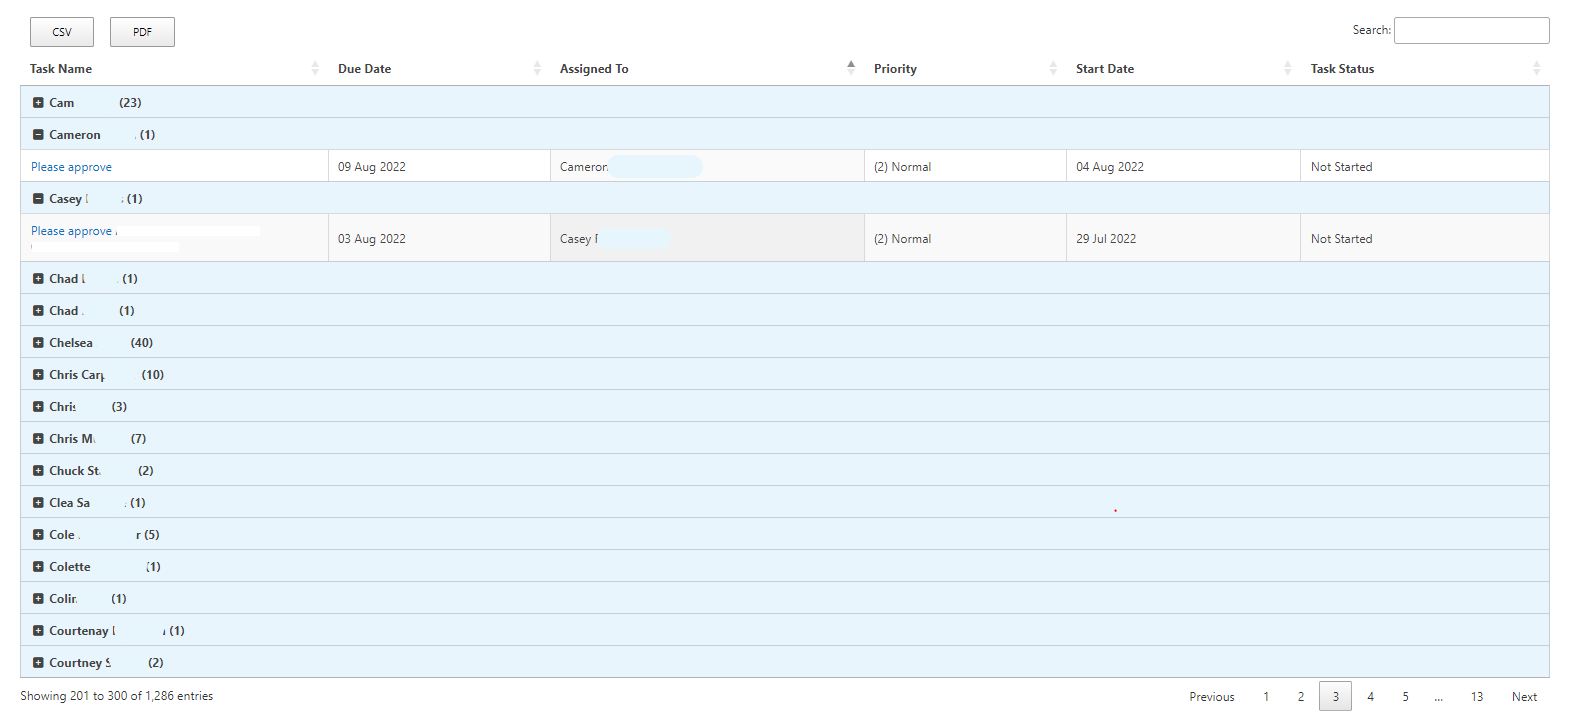 CSV PDF Search:
Task Name Due Date Assigned To Priority Start Date Task Status
Cam (23)
Cameron (1)
Please approve 09 Aug 2022 Cameron (2) Normal 04 Aug 2022 Not Started
Casey (1)
Please approve 03 Aug 2022 Casey (2) Normal 29 Jul 2022 Not Started
Chad (1)
Chad (1)
Chelsea (40)
Chris (10)
Chris (3)
Chris (7)
Chuck (2)
Clea Sa (1)
Cole (5)
Colette (1)
(1)
Courtenay (1)
Courtney (2)
Showing 201 to 300 of 1,286 entries Previous 1 2 3 4 5 ... 13 Next